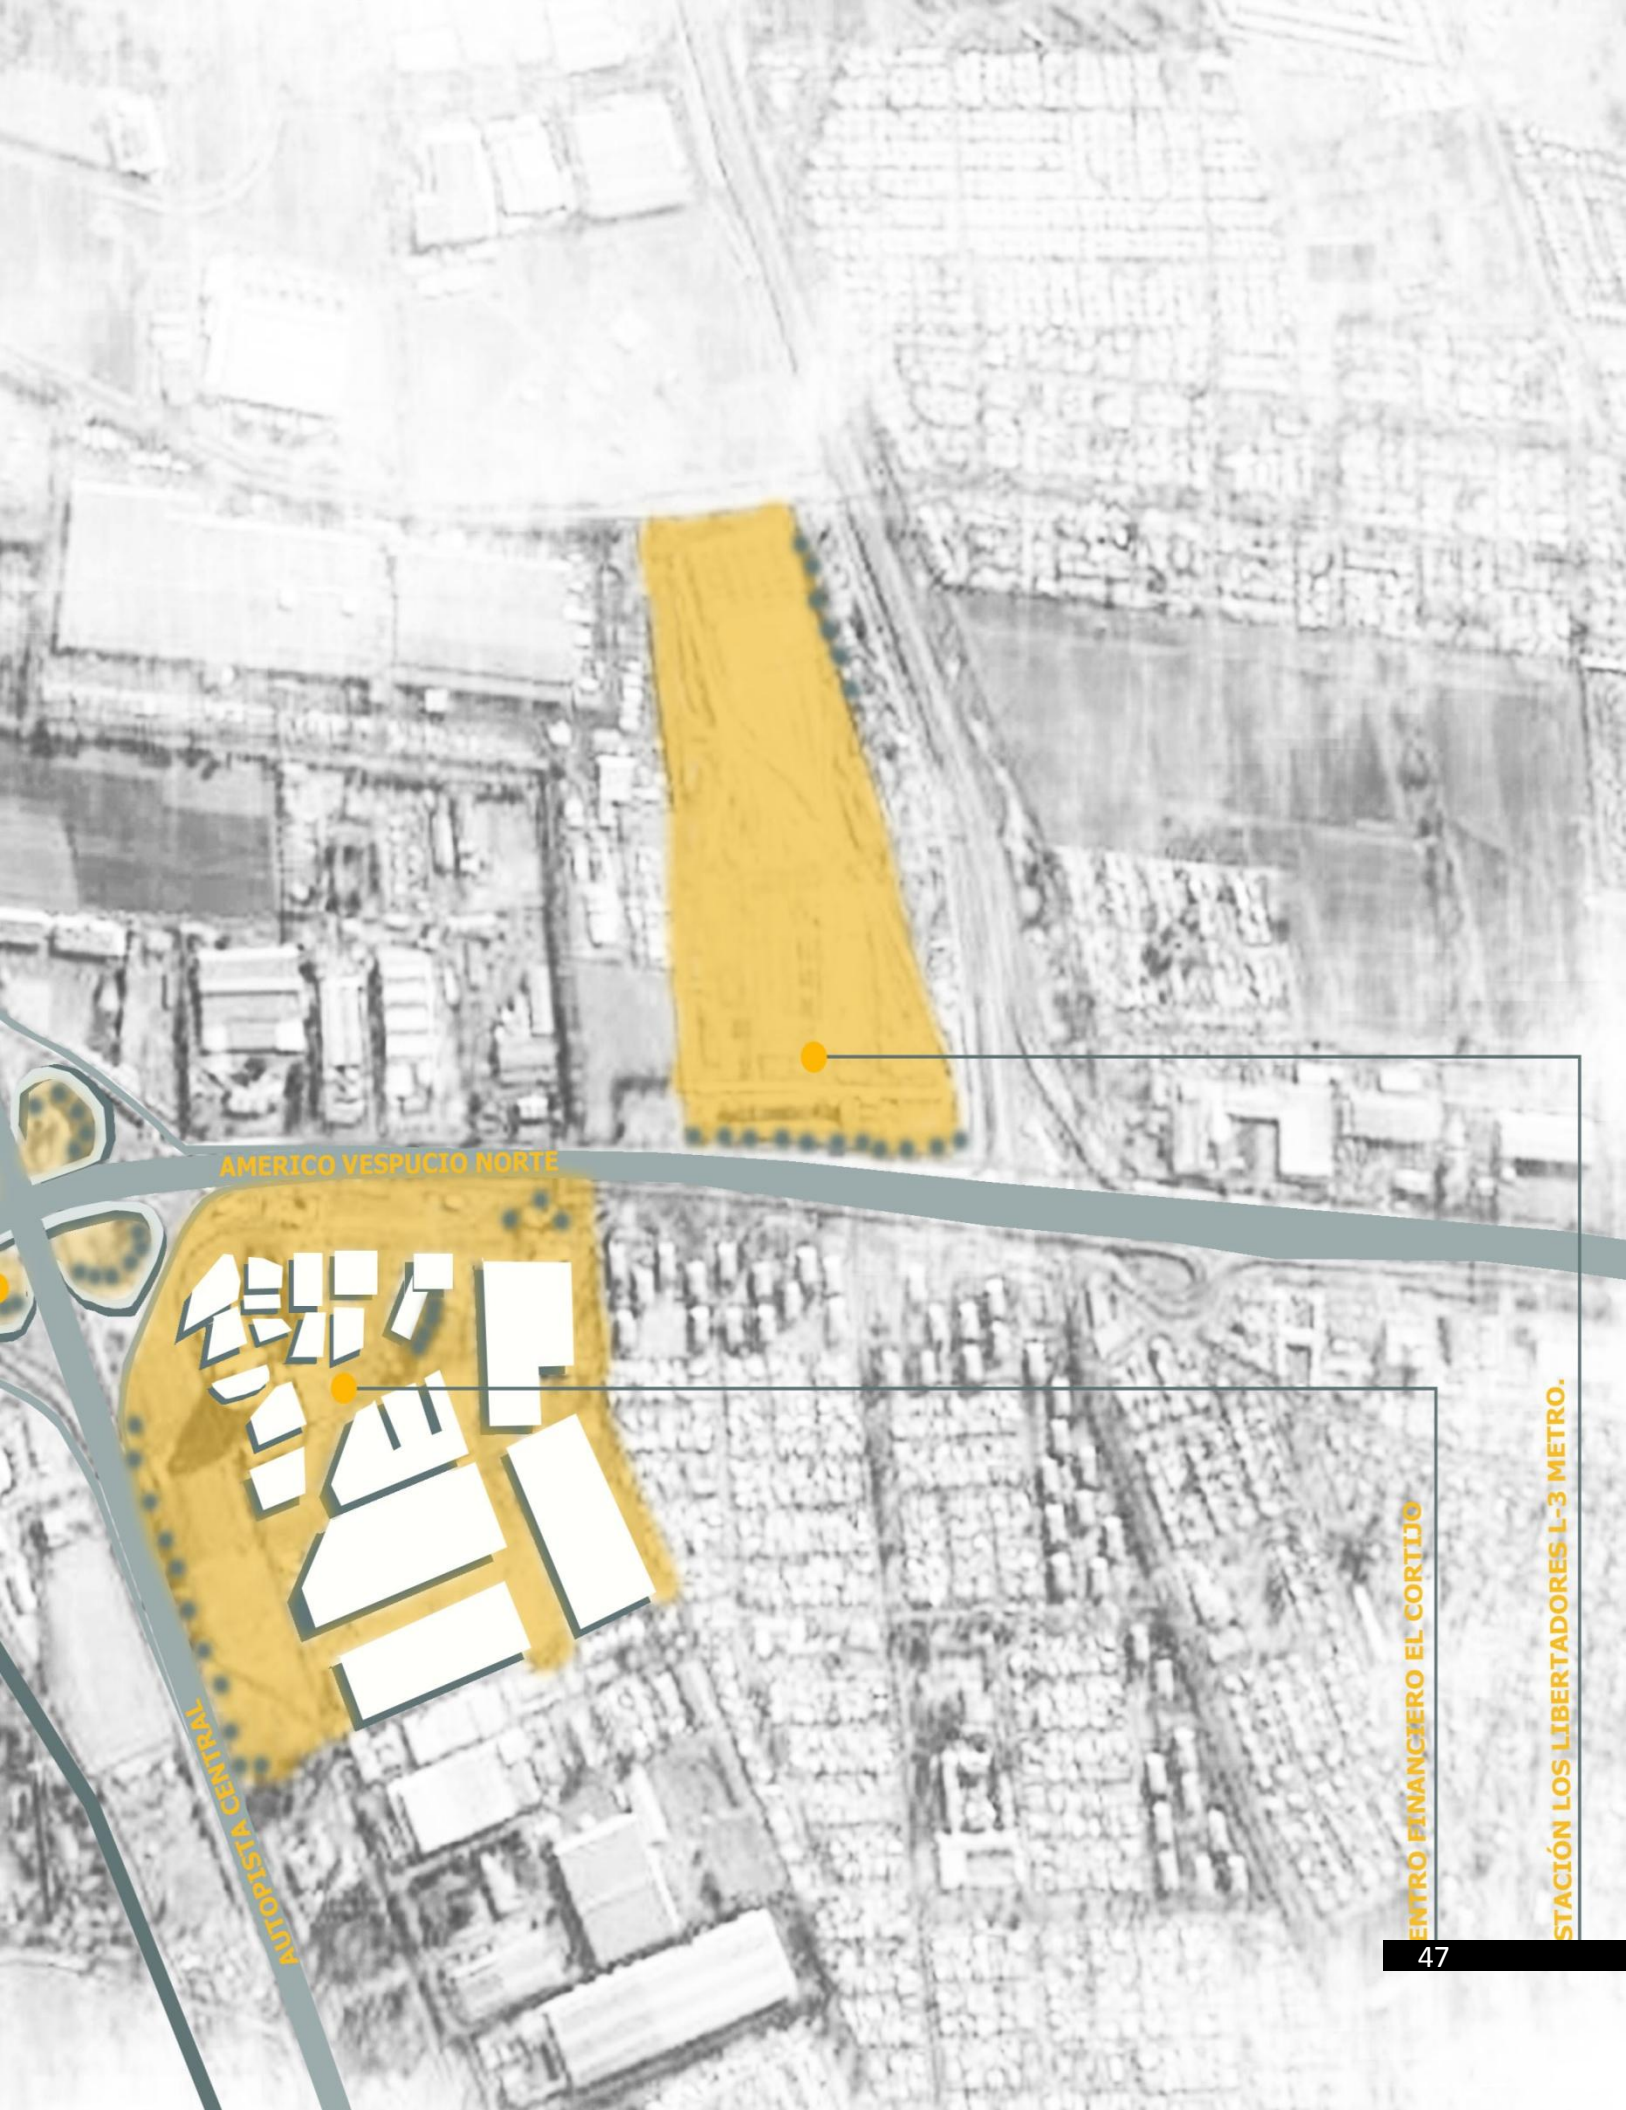 AMERICO VESPUCIO NORTE
AUTOPISTA CENTRAL
ENTRO FINANCIERO EL CORTIJO
STACIÓN LOS LIBERTADORES L-3 METRO.
47